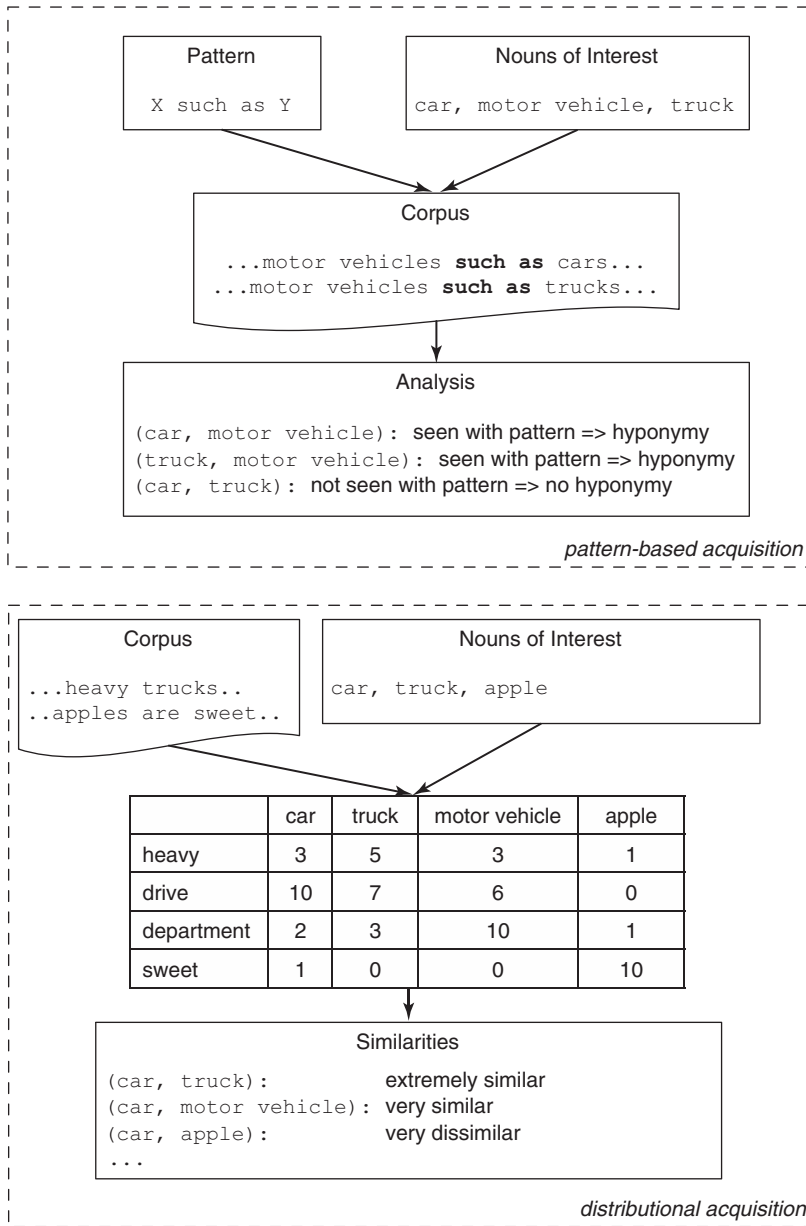 Pattern
X such as Y
Nouns of Interest
car, motor vehicle, truck
Corpus
...motor vehicles such as cars...
...motor vehicles such as trucks...
Analysis
(car, motor vehicle): seen with pattern => hyponymy
(truck, motor vehicle): seen with pattern => hyponymy
(car, truck): not seen with pattern => no hyponymy
pattern-based acquisition
Corpus
...heavy trucks..
..apples are sweet..
Nouns of Interest
car, truck, apple
car truck motor vehicle apple
heavy 3 5 3 1
drive 10 7 6 0
department 2 3 10 1
sweet 1 0 0 10
Similarities
(car, truck): extremely similar
(car, motor vehicle): very similar
(car, apple): very dissimilar
...
distributional acquisition